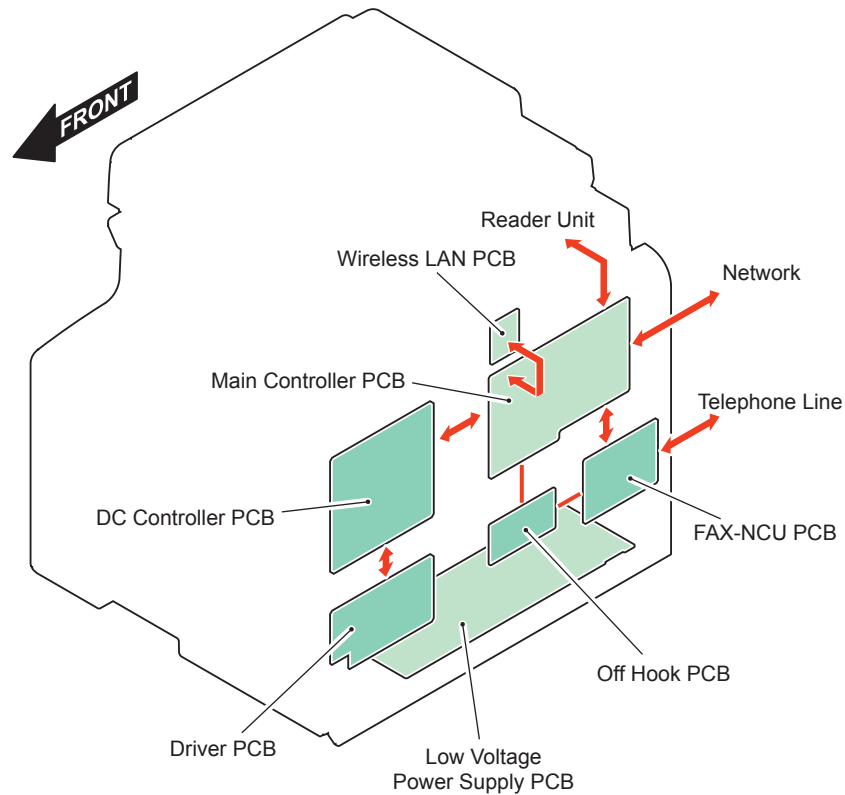 FRONT
Reader Unit
Wireless LAN PCB
Network
Main Controller PCB
Telephone Line
DC Controller PCB
FAX-NCU PCB
Off Hook PCB
Driver PCB
Low Voltage
Power Supply PCB